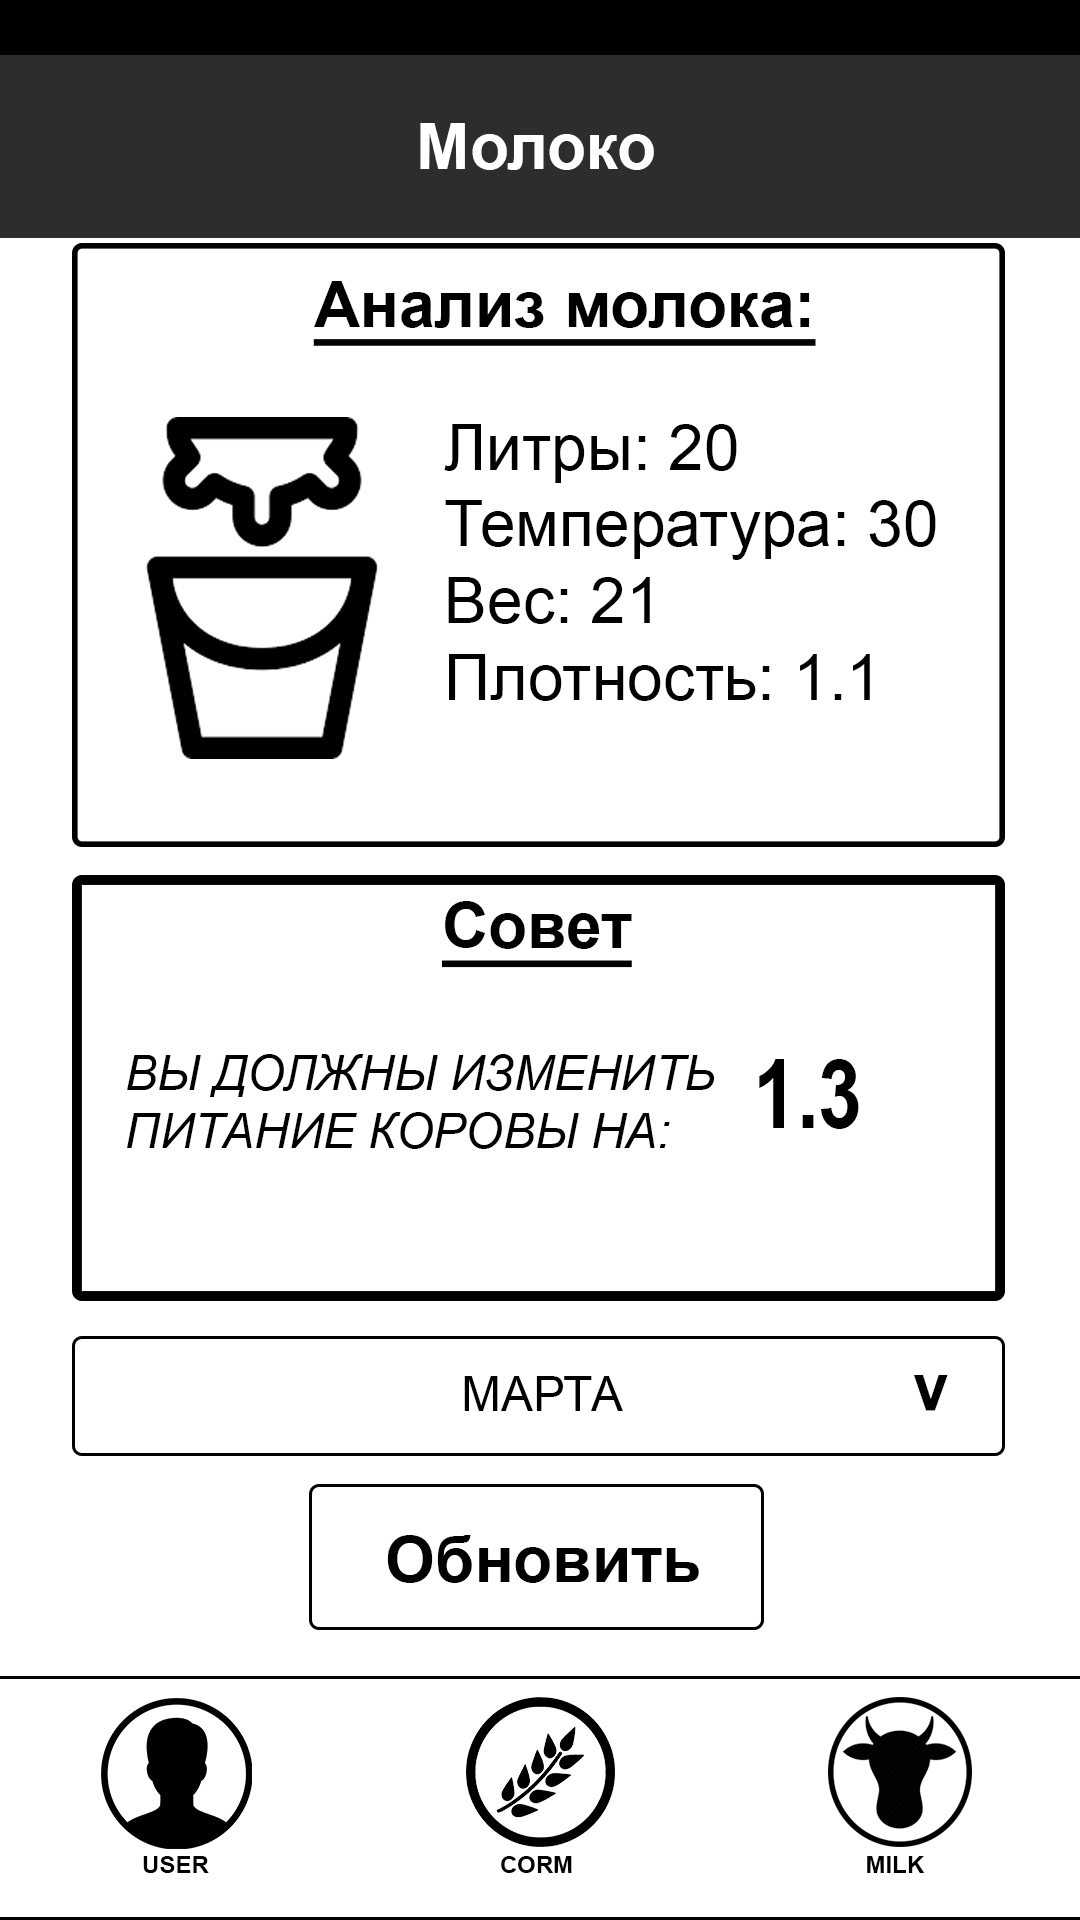 Молоко
Анализ молока:
Литры: 20
Температура: 30
Вес: 21
Плотность: 1.1
Совет
ВЫ ДОЛЖНЫ ИЗМЕНИТЬ
ПИТАНИЕ КОРОВЫ НА:
1.3
МАРТА v
Обновить
USER CORM MILK